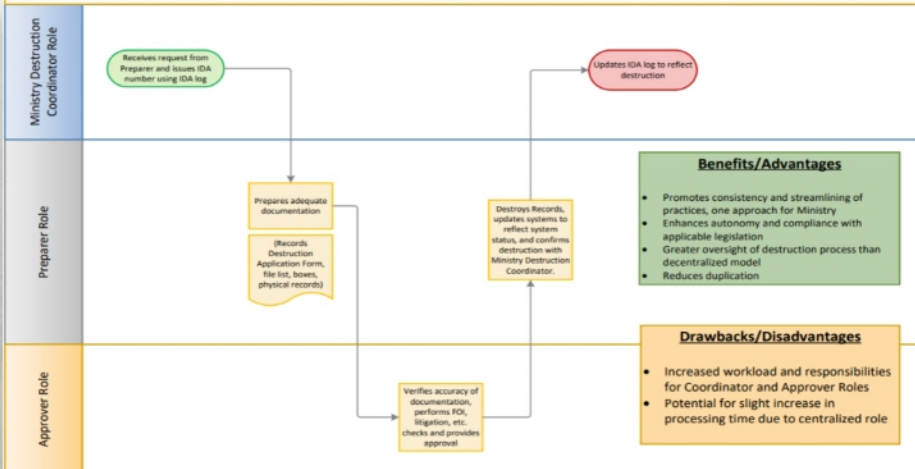 Ministry Destruction
Coordinator Role
Receives request from
Preparer and issues IDA
number using IDA log
Updates IDA log to reflect
destruction
Preparer Role
Prepares adequate
documentation
(Records
Destruction
Application Form,
file list, boxes,
physical records)
Destroys Records,
updates systems to
reflect system
status, and confirms
destruction with
Ministry Destruction
Coordinator.
Benefits/Advantages
• Promotes consistency and streamlining of
practices, one approach for Ministry
• Enhances autonomy and compliance with
applicable legislation
• Greater oversight of destruction process than
decentralized model
• Reduces duplication
Approver Role
Verifies accuracy of
documentation,
performs FOI,
litigation, etc.
checks and provides
approval
Drawbacks/Disadvantages
• Increased workload and responsibilities
for Coordinator and Approver Roles
• Potential for slight increase in
processing time due to centralized role